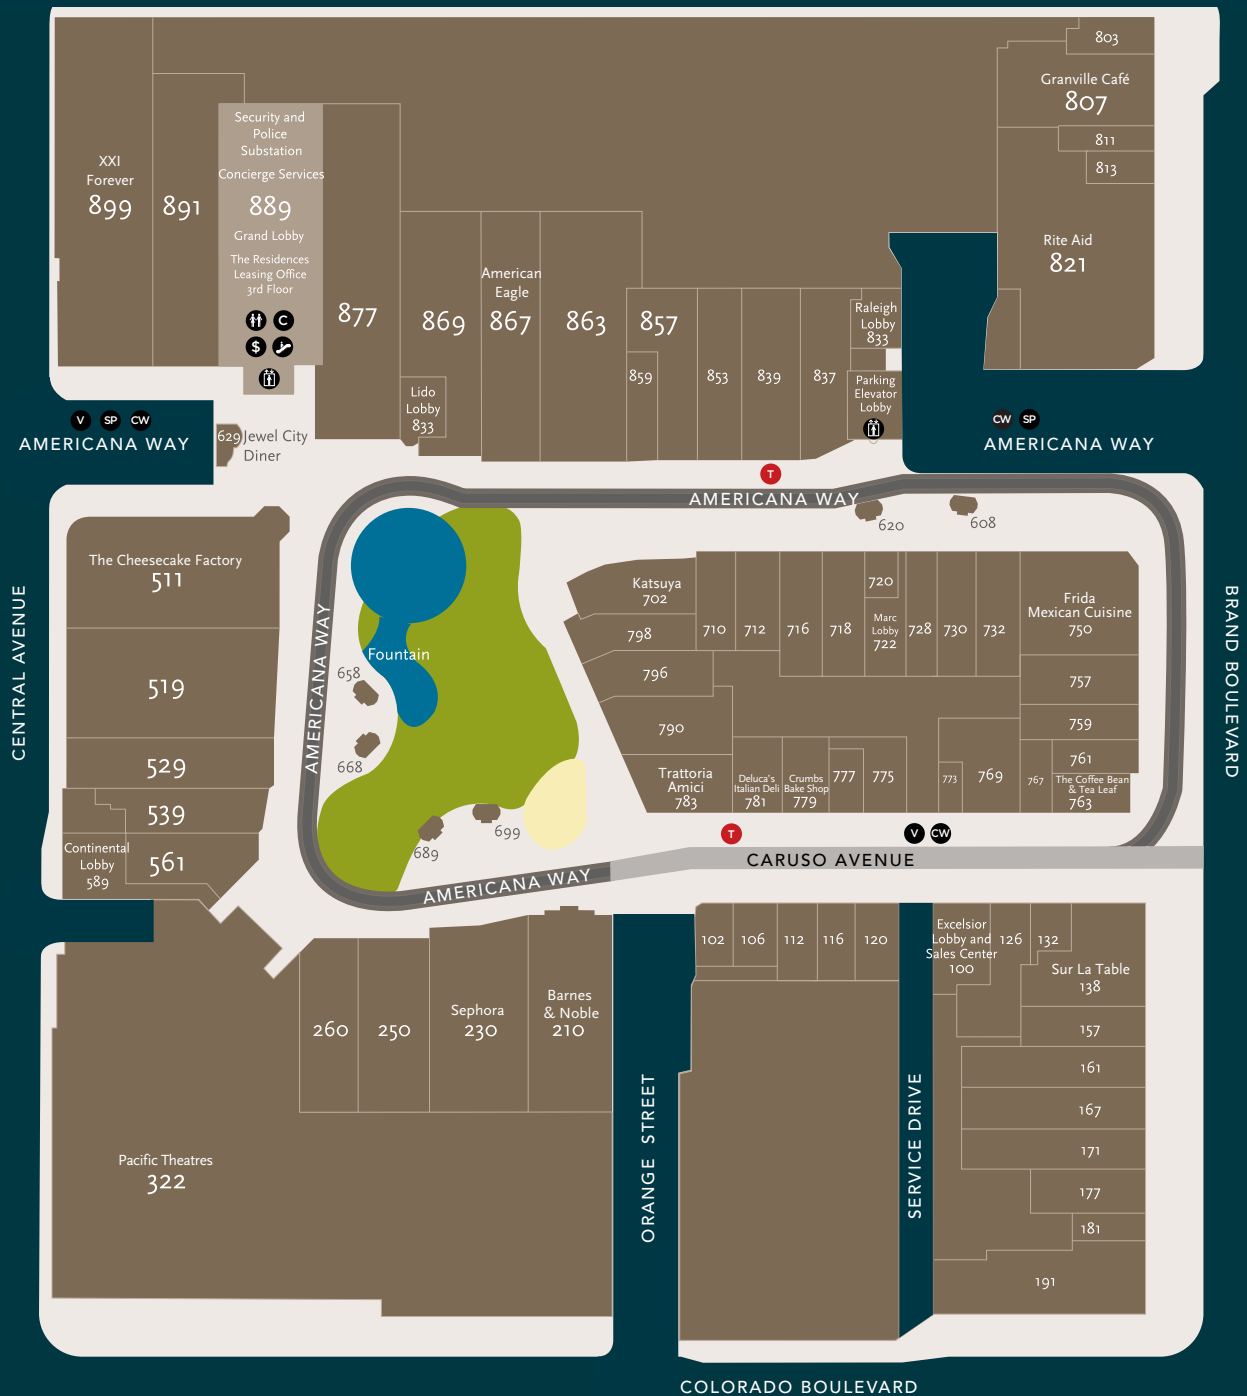 803
Granville Café
807
811
813
Rite Aid
821
XXI
Forever
899
891
Security and
Police
Substation
Concierge Services
889
Grand Lobby
The Residences
Leasing Office
3rd Floor
C
$
877
869
American
Eagle
867
863
857
859
853
839
837
Raleigh
Lobby
833
Parking
Elevator
Lobby
Lido
Lobby
833
V SP CW
AMERICANA WAY
629 Jewel City
Diner
CW SP
AMERICANA WAY
T
AMERICANA WAY
620
608
The Cheesecake Factory
511
519
529
539
561
Continental
Lobby
589
CENTRAL AVENUE
AMERICANA WAY
Fountain
658
668
689
699
AMERICANA WAY
Katsuya
702
798
796
790
Trattoria
Amici
783
710
712
716
718
720
Marc
Lobby
722
728
730
732
Frida
Mexican Cuisine
750
757
759
761
The Coffee Bean
& Tea Leaf
763
767
769
773
775
777
Crumbs
Bake Shop
779
Deluca's
Italian Deli
781
BRAND BOULEVARD
T
V CW
CARUSO AVENUE
Pacific Theatres
322
260
250
Sephora
230
Barnes
& Noble
210
ORANGE STREET
102
106
112
116
120
SERVICE DRIVE
Excelsior
Lobby and
Sales Center
100
126
132
Sur La Table
138
157
161
167
171
177
181
191
COLORADO BOULEVARD